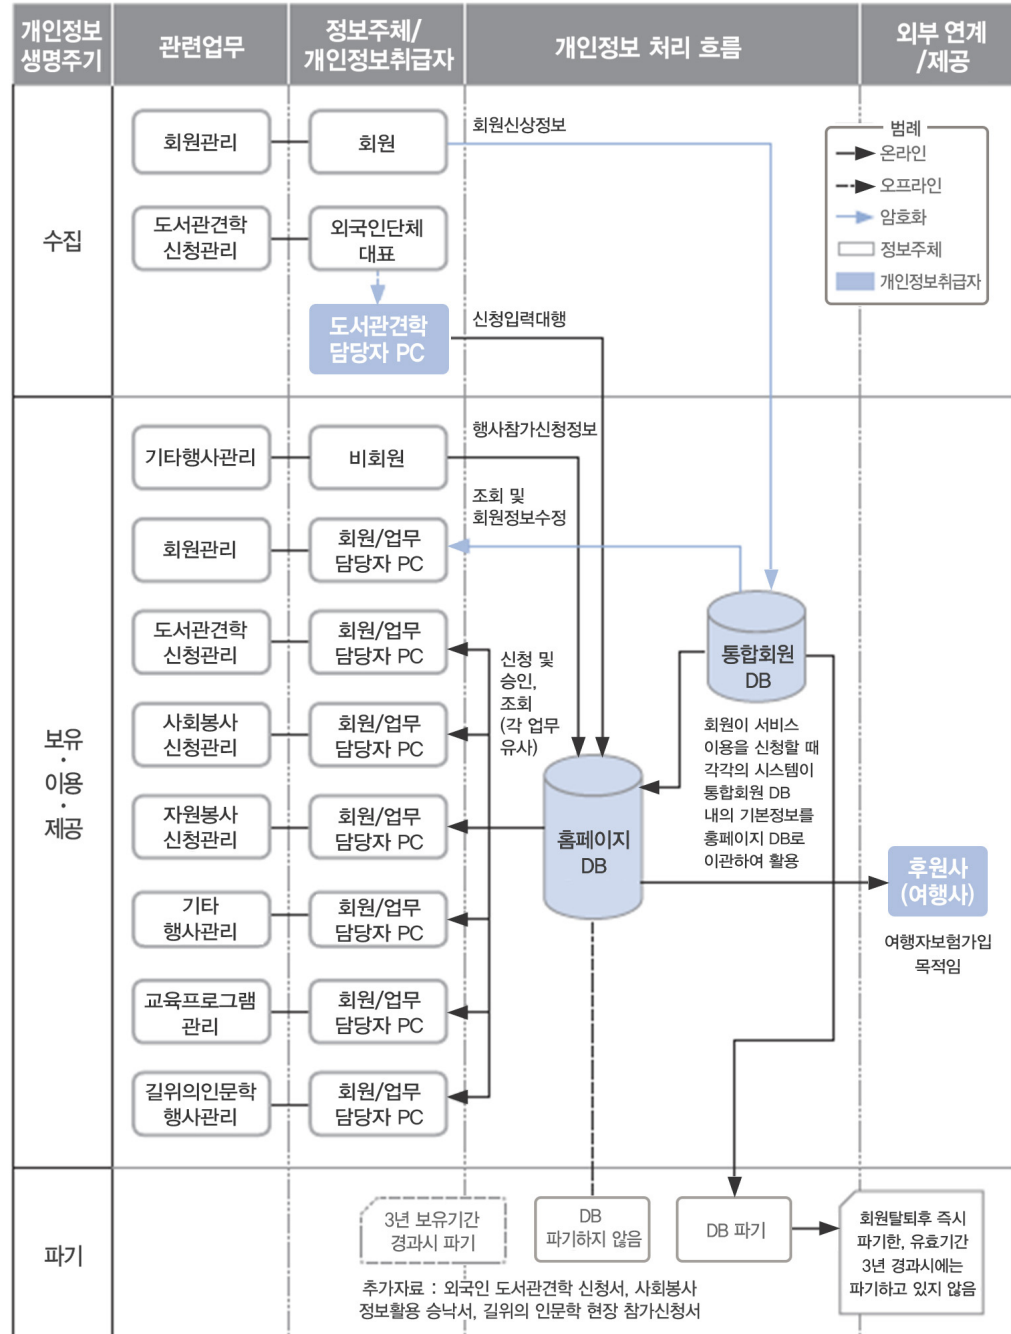 개인정보
생명주기
관련업무
정보주체/
개인정보취급자
개인정보 처리 흐름
외부 연계
/제공
수집
회원관리
회원
회원신상정보
범례
온라인
오프라인
암호화
정보주체
개인정보취급자
도서관견학
신청관리
외국인단체
대표
도서관견학
담당자 PC
신청입력대행
보유
·
이용
·
제공
기타행사관리
비회원
행사참가신청정보
회원관리
회원/업무
담당자 PC
조회 및
회원정보수정
도서관견학
신청관리
회원/업무
담당자 PC
신청 및
승인,
조회
(각 업무
유사)
통합회원
DB
사회봉사
신청관리
회원/업무
담당자 PC
회원이 서비스
이용을 신청할 때
각각의 시스템이
통합회원 DB
내의 기본정보를
홈페이지 DB로
이관하여 활용
자원봉사
신청관리
회원/업무
담당자 PC
홈페이지
DB
후원사
(여행사)
여행자보험가입
목적임
기타
행사관리
회원/업무
담당자 PC
교육프로그램
관리
회원/업무
담당자 PC
길위의인문학
행사관리
회원/업무
담당자 PC
파기
3년 보유기간
경과시 파기
DB
파기하지 않음
DB 파기
회원탈퇴후 즉시
파기한, 유효기간
3년 경과시에는
파기하고 있지 않음
추가자료 : 외국인 도서관견학 신청서, 사회봉사
정보활용 승낙서, 길위의 인문학 현장 참가신청서